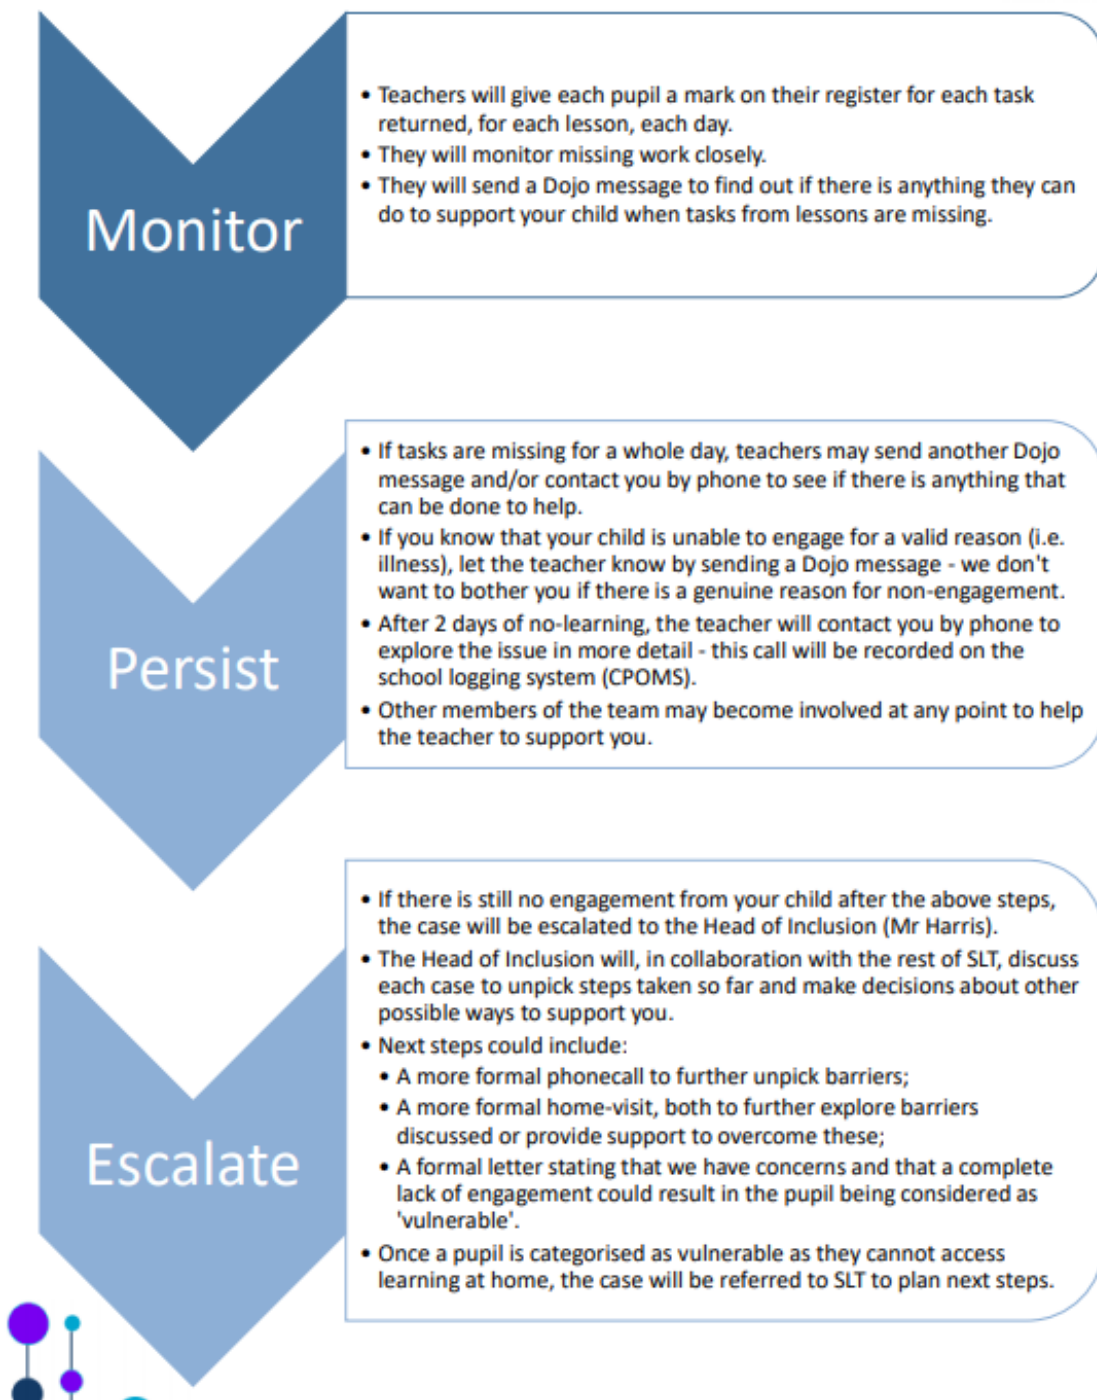 Monitor
• Teachers will give each pupil a mark on their register for each task
returned, for each lesson, each day.
• They will monitor missing work closely.
• They will send a Dojo message to find out if there is anything they can
do to support your child when tasks from lessons are missing.
Persist
• If tasks are missing for a whole day, teachers may send another Dojo
message and/or contact you by phone to see if there is anything that
can be done to help.
• If you know that your child is unable to engage for a valid reason (i.e.
illness), let the teacher know by sending a Dojo message - we don't
want to bother you if there is a genuine reason for non-engagement.
• After 2 days of no-learning, the teacher will contact you by phone to
explore the issue in more detail - this call will be recorded on the
school logging system (CPOMS).
• Other members of the team may become involved at any point to help
the teacher to support you.
Escalate
• If there is still no engagement from your child after the above steps,
the case will be escalated to the Head of Inclusion (Mr Harris).
• The Head of Inclusion will, in collaboration with the rest of SLT, discuss
each case to unpick steps taken so far and make decisions about other
possible ways to support you.
• Next steps could include:
• A more formal phonecall to further unpick barriers;
• A more formal home-visit, both to further explore barriers
discussed or provide support to overcome these;
• A formal letter stating that we have concerns and that a complete
lack of engagement could result in the pupil being considered as
'vulnerable'.
• Once a pupil is categorised as vulnerable as they cannot access
learning at home, the case will be referred to SLT to plan next steps.